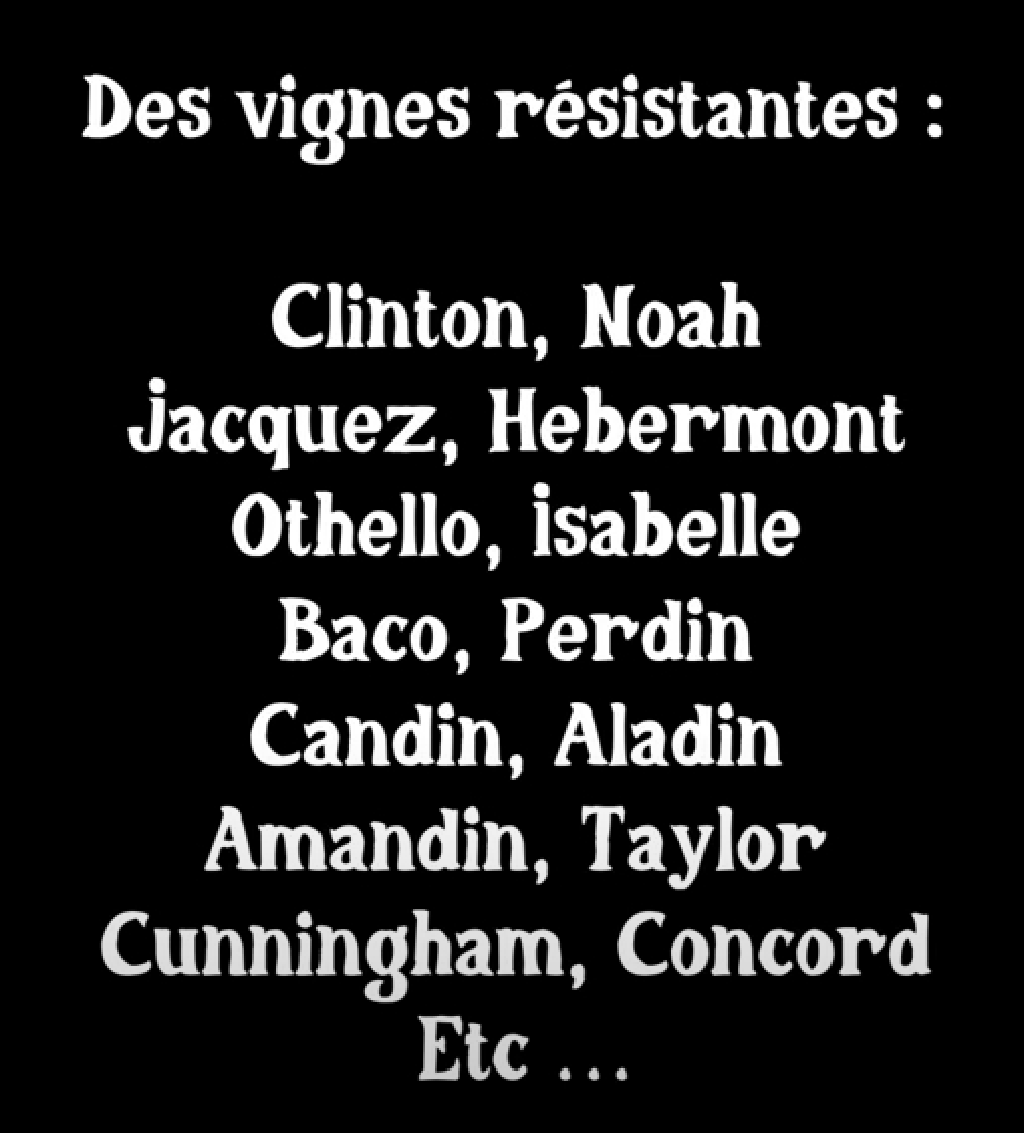 Des vignes résistantes :
Clinton, Noah
jacquez, Hebermont
Othello, isabelle
Baco, Perdin
Candin, Aladin
Amandin, Taylor
Cunningham, Concord
Etc ...